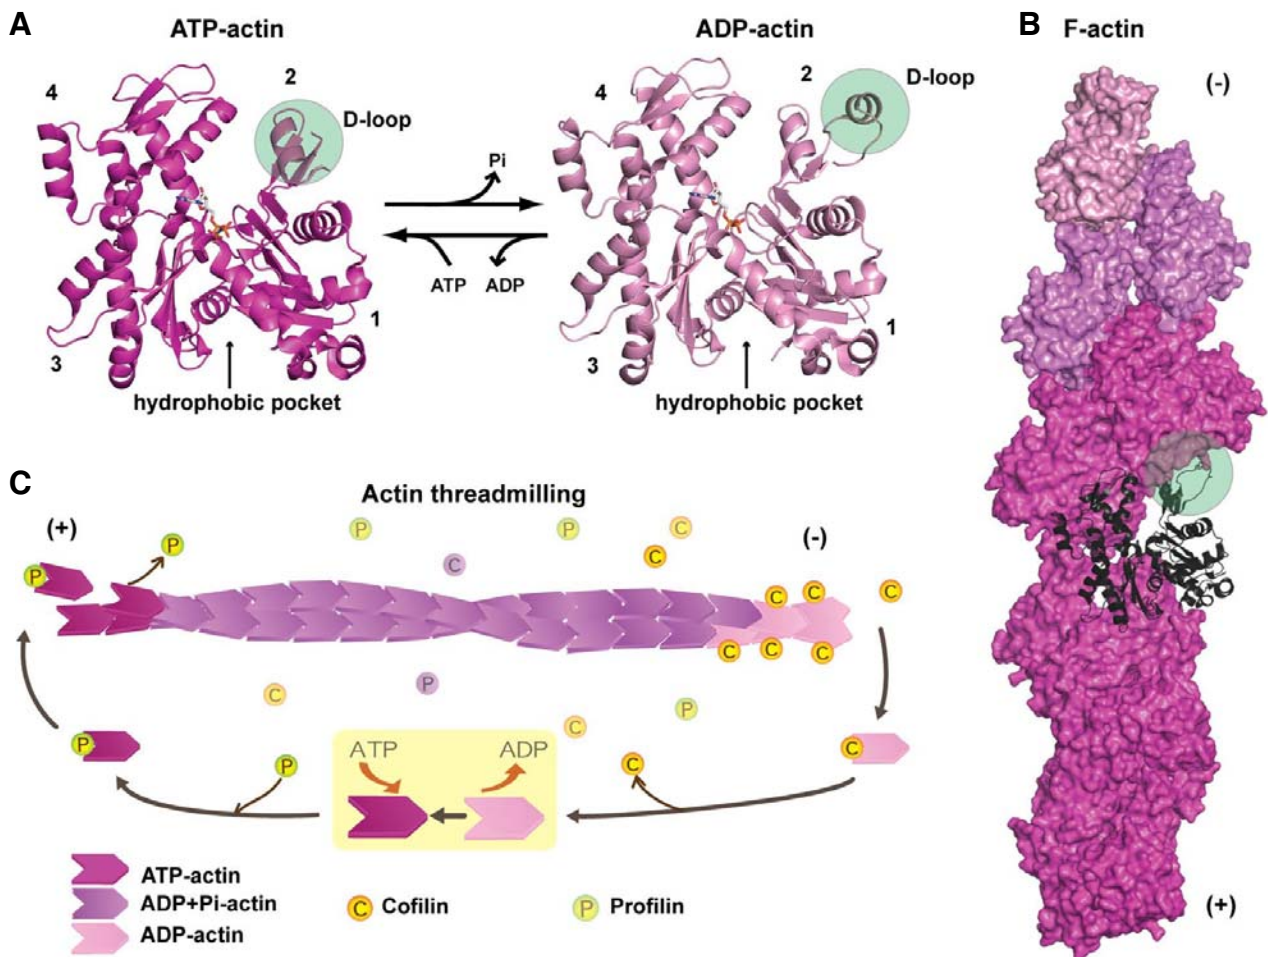 A
ATP-actin
ADP-actin
4
2
D-loop
3
1
hydrophobic pocket
Pi
ATP ADP
4
2
D-loop
3
1
hydrophobic pocket
B F-actin
(-)
(+)
C
Actin threadmilling
(+)
(-)
P
P
P
P
C
C
C
C
C
C
C
C
C
C
P
P
C
C
P
P
C
C
ATP
ADP
ATP-actin
ADP+Pi-actin
ADP-actin
C Cofilin
P Profilin